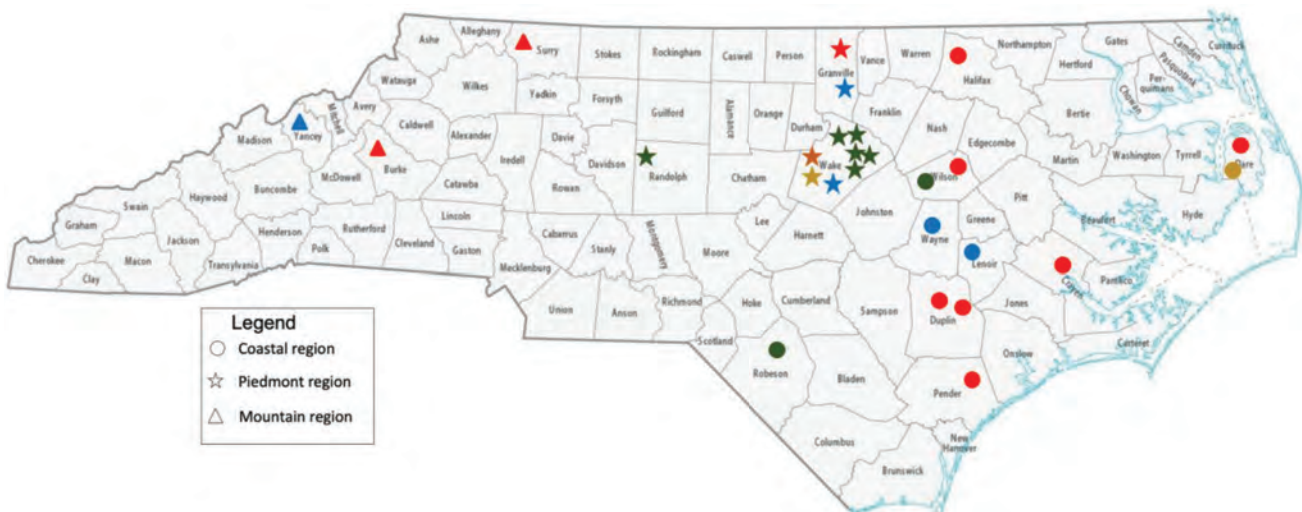 Ashe
Alleghany
Surry
Stokes
Rockingham
Caswell
Person
Granville
Vance
Warren
Northampton
Halifax
Hertford
Gates
Camden
Pasquotank
Currituck
Per-
quimans
Chowan
Watauga
Wilkes
Yadkin
Forsyth
Guilford
Alamance
Orange
Durham
Franklin
Nash
Edgecombe
Bertie
Avery
Mitchell
Yancey
Madison
Caldwell
Alexander
Iredell
Davie
Davidson
Randolph
Chatham
Wake
Wilson
Martin
Washington
Tyrrell
Dare
Burke
McDowell
Buncombe
Haywood
Swain
Graham
Catawba
Rowan
Johnston
Pitt
Beaufort
Hyde
Greene
Wayne
Lenoir
Lee
Harnett
Montgomery
Moore
Lincoln
Rutherford
Henderson
Jackson
Cherokee
Macon
Clay
Transylvania
Polk
Cleveland
Gaston
Cabarrus
Stanly
Mecklenburg
Craven
Pamlico
Union
Anson
Richmond
Hoke
Cumberland
Sampson
Duplin
Jones
Carteret
Onslow
Scotland
Robeson
Bladen
Pender
Columbus
New
Hanover
Brunswick
Legend
Coastal region
Piedmont region
Mountain region